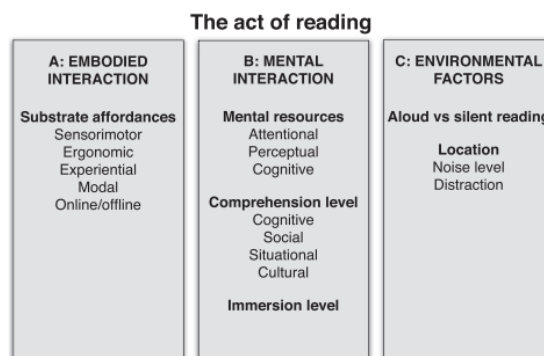 The act of reading
A: EMBODIED
INTERACTION
Substrate affordances
Sensorimotor
Ergonomic
Experiential
Modal
Online/offline
B: MENTAL
INTERACTION
Mental resources
Attentional
Perceptual
Cognitive
Comprehension level
Cognitive
Social
Situational
Cultural
Immersion level
C: ENVIRONMENTAL
FACTORS
Aloud vs silent reading
Location
Noise level
Distraction